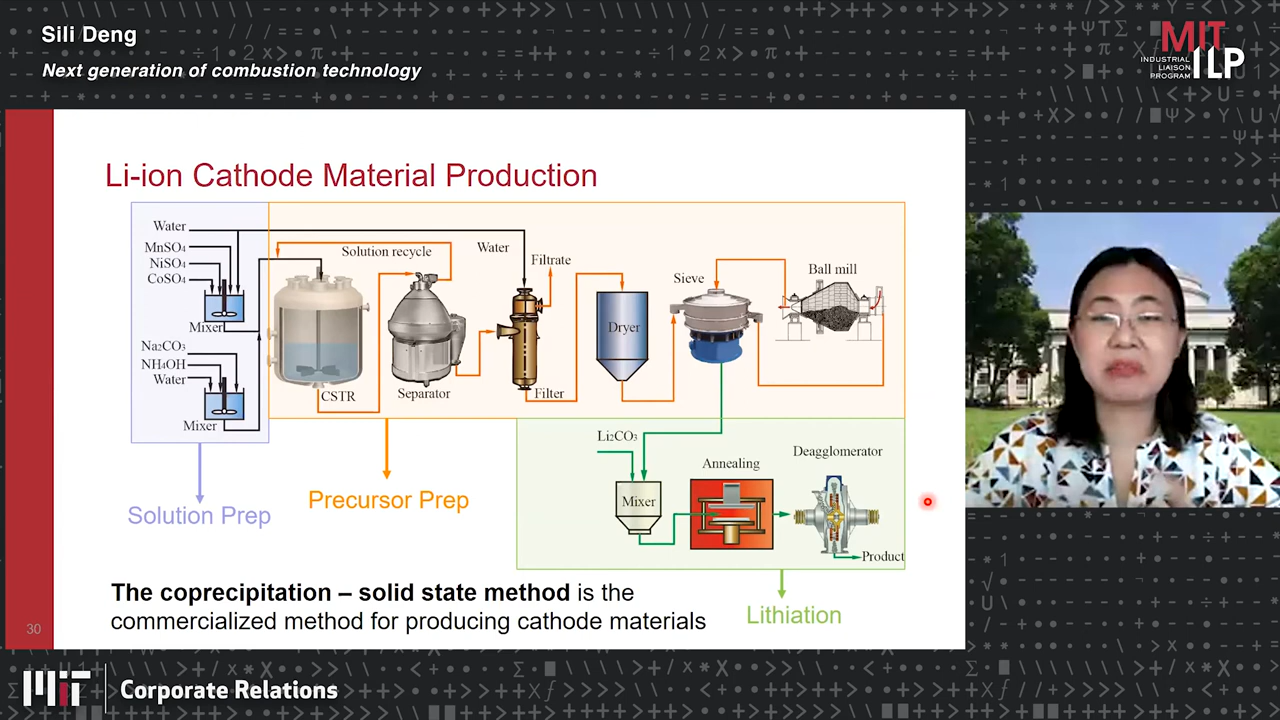 Sili Deng
Next generation of combustion technology
MIT
INDUSTRIAL
LIAISON
PROGRAM
ILP
Li-ion Cathode Material Production
Water
MnSO4
NiSO4
CoSO4
Mixer
Na2CO3
NH4OH
Water
Mixer
Solution recycle
CSTR
Separator
Water
Filtrate
Filter
Dryer
Sieve
Ball mill
Li2CO3
Mixer
Annealing
Deagglomerator
Product
Solution Prep
Precursor Prep
Lithiation
The coprecipitation – solid state method is the
commercialized method for producing cathode materials
30
MIT
Corporate Relations